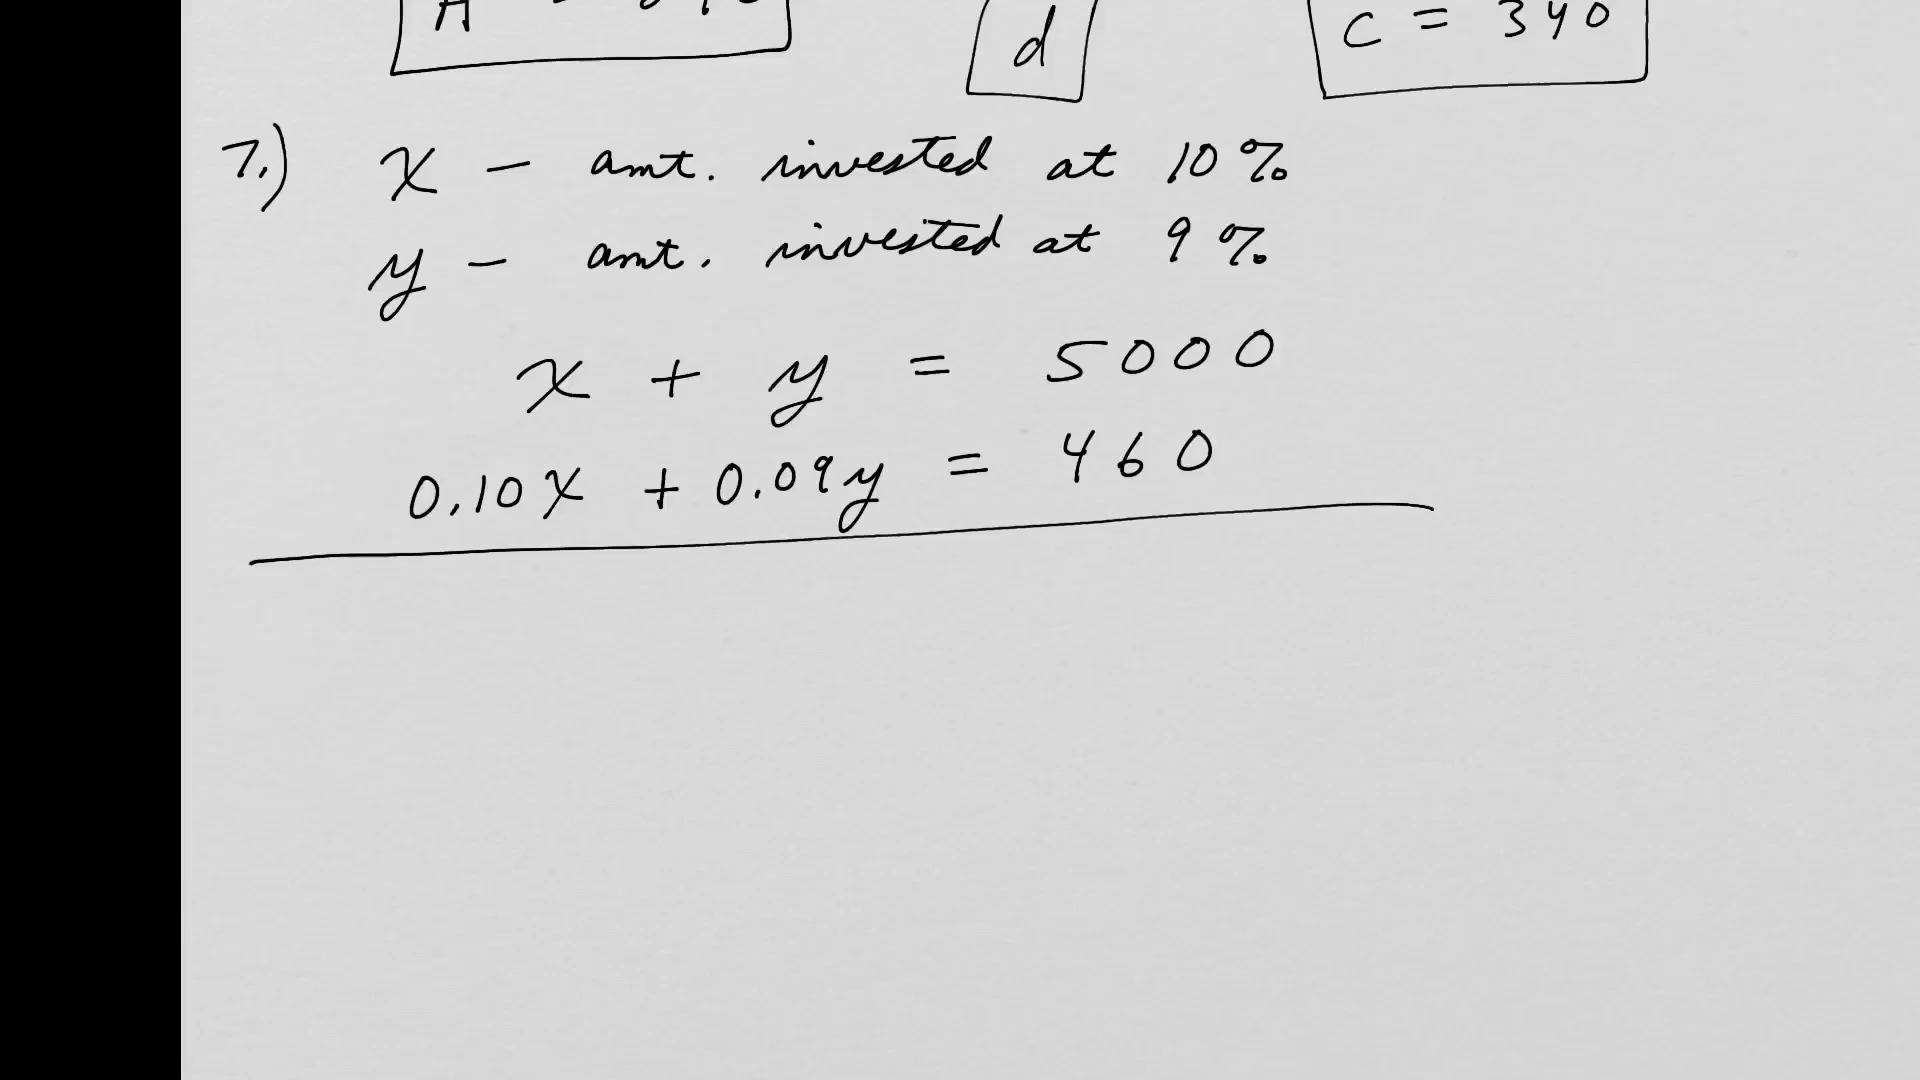 d
C = 340
7.) x - amt. invested at 10%
y - amt. invested at 9%
x + y = 5000
0.10x + 0.09y = 460